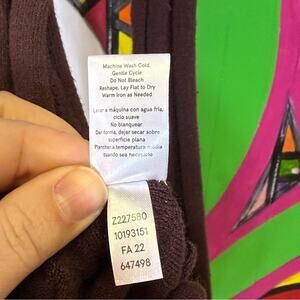 Machine Wash Cold,
Gentle Cycle
Do Not Bleach
Reshape, Lay Flat to Dry
Warm Iron as Needed
Lavar a máquina con agua fría,
ciclo suave
No blanquear
Dar forma, dejar secar sobre
superficie plana
Planchar a temperatura media
cuando sea necesario
Z227580
10193151
FA 22
647498